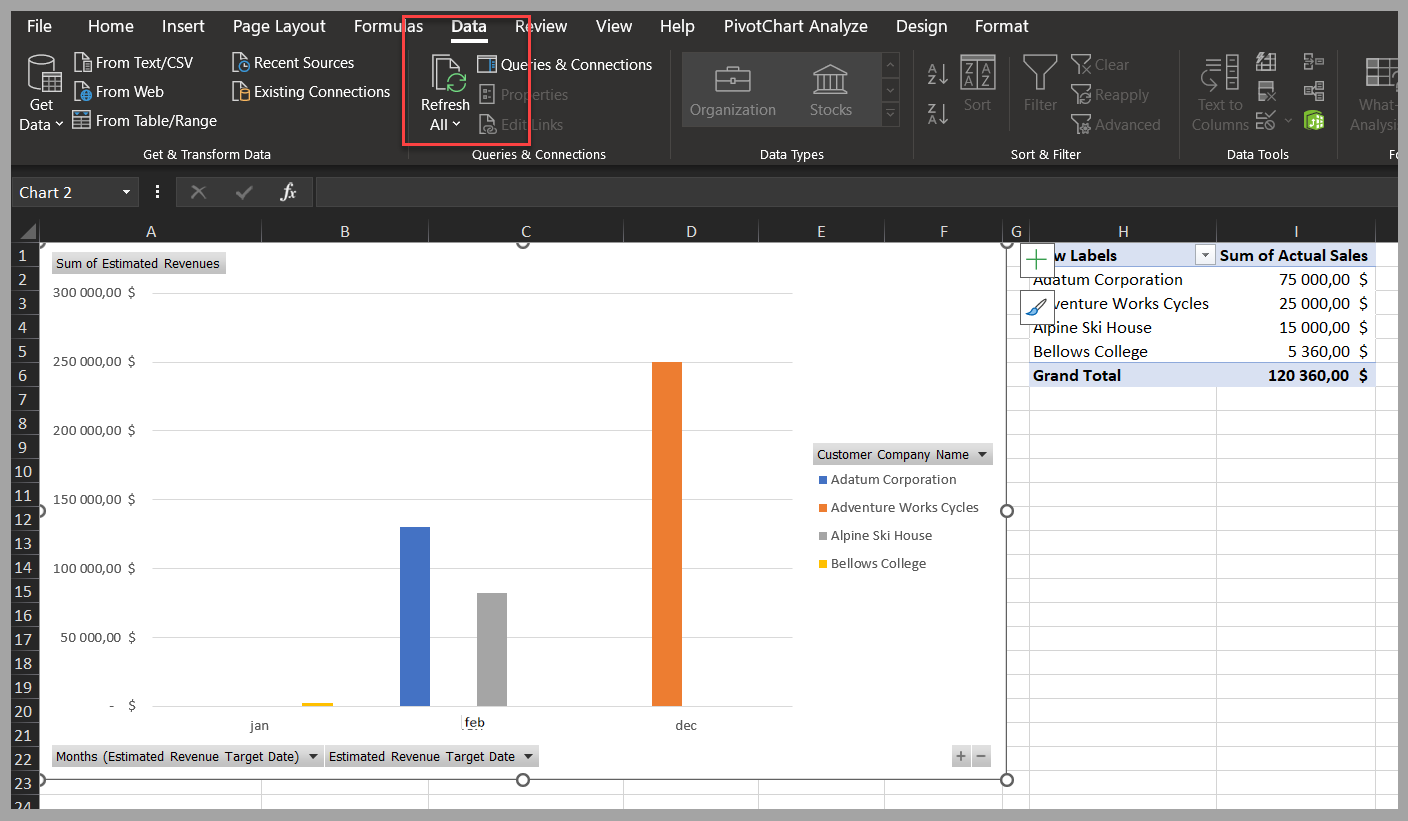 File Home Insert Page Layout Formulas Data Review View Help PivotChart Analyze Design Format
Get Data
From Text/CSV
From Web
From Table/Range
Recent Sources
Existing Connections
Get & Transform Data
Refresh All
Queries & Connections
Properties
Edit Links
Queries & Connections
Organization
Stocks
Data Types
Sort
Filter
Clear
Reapply
Advanced
Sort & Filter
Text to Columns
Data Tools
What-
Analysi
Fo
Chart 2
fx
A B C D E F G H I
1
2
3
4
5
6
7
8
9
10
11
12
13
14
15
16
17
18
19
20
21
22
23
24
Sum of Estimated Revenues
300 000,00 $
250 000,00 $
200 000,00 $
150 000,00 $
100 000,00 $
50 000,00 $
- $
jan feb dec
Customer Company Name
Adatum Corporation
Adventure Works Cycles
Alpine Ski House
Bellows College
Months (Estimated Revenue Target Date) Estimated Revenue Target Date
+ −
Labels Sum of Actual Sales
Adatum Corporation 75 000,00 $
venture Works Cycles 25 000,00 $
Alpine Ski House 15 000,00 $
Bellows College 5 360,00 $
Grand Total 120 360,00 $